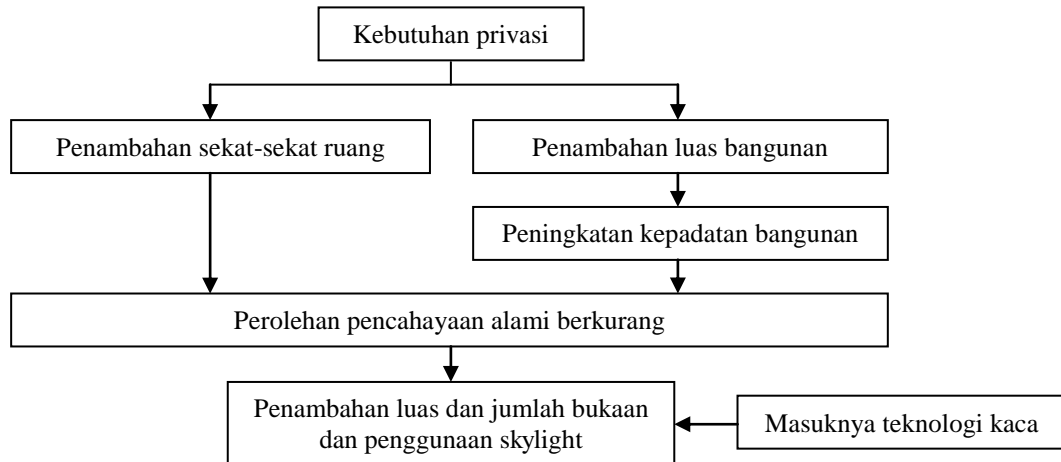 Kebutuhan privasi
Penambahan sekat-sekat ruang
Penambahan luas bangunan
Peningkatan kepadatan bangunan
Perolehan pencahayaan alami berkurang
Penambahan luas dan jumlah bukaan
dan penggunaan skylight
Masuknya teknologi kaca